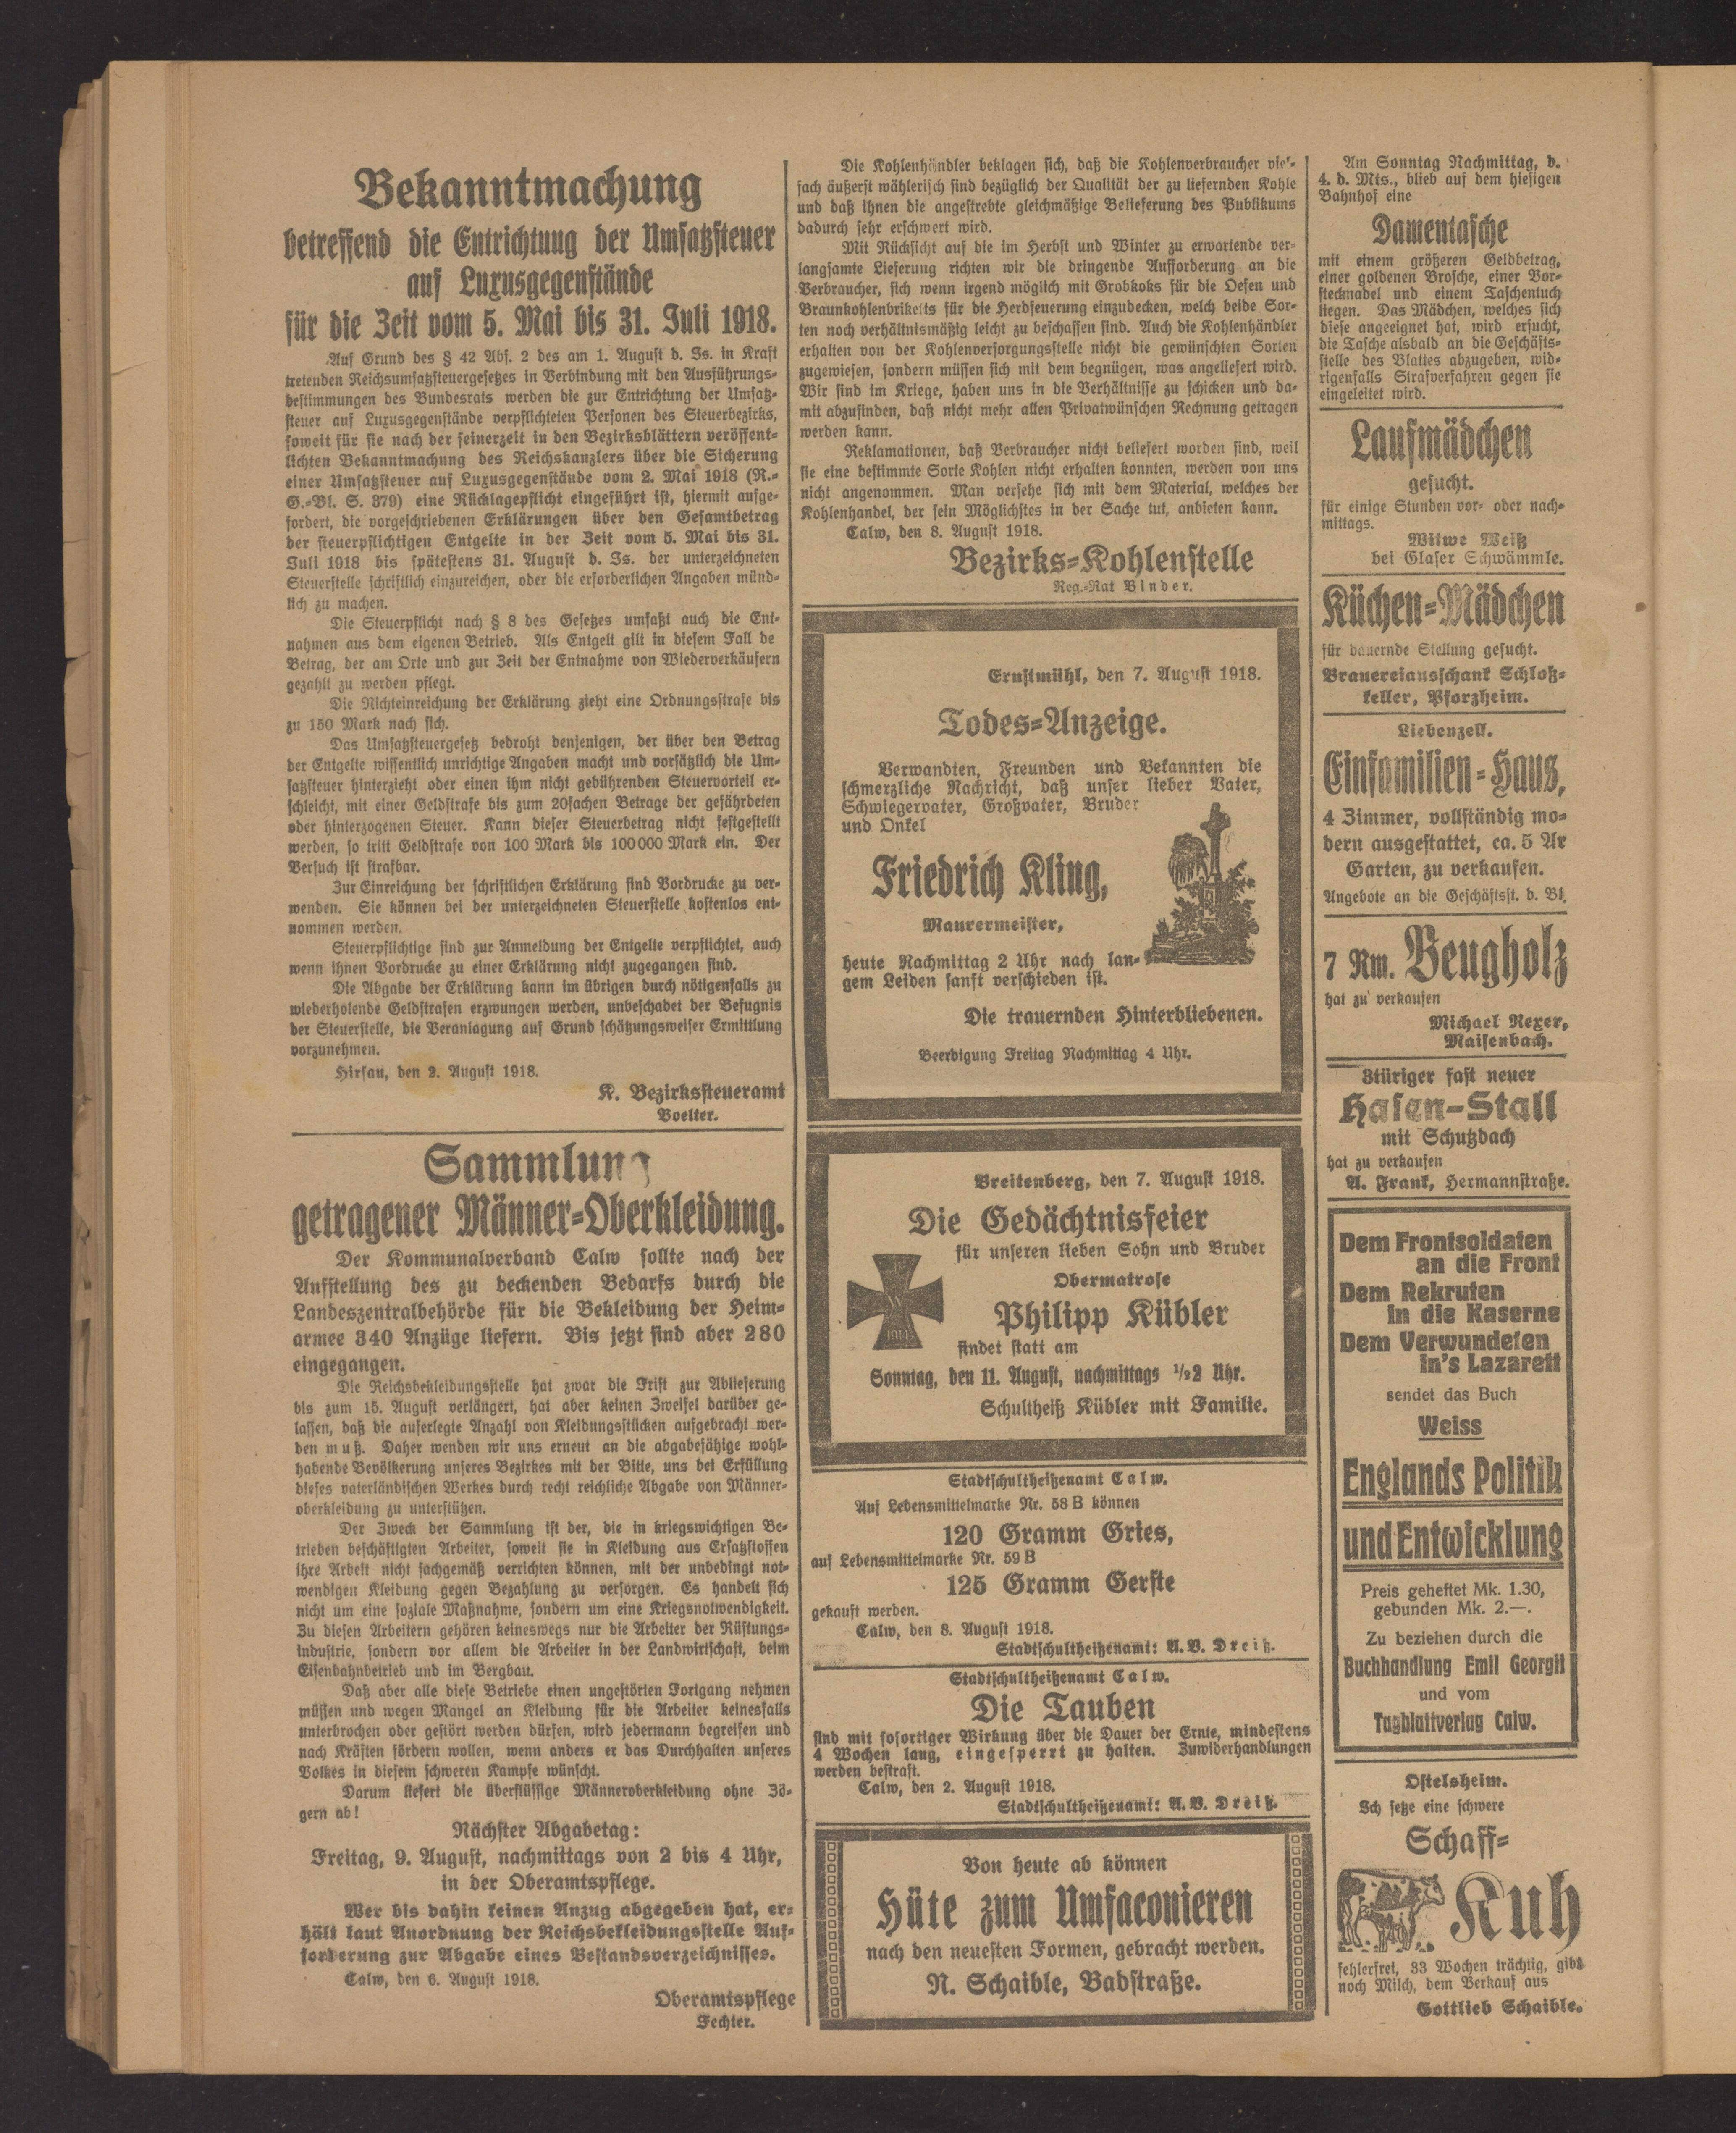 Bekanntmachung
betreffend die Entrichtung der Umsatzsteuer
auf Luxusgegenstände
für die Zeit vom 5. Mai bis 31. Juli 1918.
Auf Grund des § 42 Abs. 2 des am 1. August d. Js. in Kraft
tretenden Reichsumsatzsteuergesetzes in Verbindung mit den Ausführungs-
bestimmungen des Bundesrats werden die zur Entrichtung der Umsatz-
steuer auf Luxusgegenstände verpflichteten Personen des Steuerbezirks,
soweit für sie nach der seinerzeit in den Bezirksblättern veröffent-
lichten Bekanntmachung des Reichskanzlers über die Sicherung
einer Umsatzsteuer auf Luxusgegenstände vom 2. Mai 1918 (R.-
G.-Bl. S. 379) eine Rücklagepflicht eingeführt ist, hiermit aufge-
fordert, die vorgeschriebenen Erklärungen über den Gesamtbetrag
der steuerpflichtigen Entgelte in der Zeit vom 5. Mai bis 31.
Juli 1918 bis spätestens 31. August d. Js. der unterzeichneten
Steuerstelle schriftlich einzureichen, oder die erforderlichen Angaben münd-
lich zu machen.
Die Steuerpflicht nach § 8 des Gesetzes umfaßt auch die Ent-
nahmen aus dem eigenen Betrieb. Als Entgelt gilt in diesem Fall de
Betrag, der am Orte und zur Zeit der Entnahme von Wiederverkäufern
gezahlt zu werden pflegt.
Die Nichteinreichung der Erklärung zieht eine Ordnungsstrafe bis
zu 150 Mark nach sich.
Das Umsatzsteuergesetz bedroht denjenigen, der über den Betrag
der Entgelte wissentlich unrichtige Angaben macht und vorsätzlich die Um-
satzsteuer hinterzieht oder einen ihm nicht gebührenden Steuervorteil er-
schleicht, mit einer Geldstrafe bis zum 20fachen Betrage der gefährdeten
oder hinterzogenen Steuer. Kann dieser Steuerbetrag nicht festgestellt
werden, so tritt Geldstrafe von 100 Mark bis 100000 Mark ein. Der
Versuch ist strafbar.
Zur Einreichung der schriftlichen Erklärung sind Vordrucke zu ver-
wenden. Sie können bei der unterzeichneten Steuerstelle kostenlos ent-
nommen werden.
Steuerpflichtige sind zur Anmeldung der Entgelte verpflichtet, auch
wenn ihnen Vordrucke zu einer Erklärung nicht zugegangen sind.
Die Abgabe der Erklärung kann im übrigen durch nötigenfalls zu
wiederholende Geldstrafen erzwungen werden, unbeschadet der Befugnis
der Steuerstelle, die Veranlagung auf Grund schätzungsweiser Ermittlung
vorzunehmen.
Hirsau, den 2. August 1918.
K. Bezirkssteueramt
Voelter.
Sammlung
getragener Männer-Oberkleidung.
Der Kommunalverband Calw sollte nach der
Aufstellung des zu deckenden Bedarfs durch die
Landeszentralbehörde für die Bekleidung der Heim-
armee 340 Anzüge liefern. Bis jetzt sind aber 280
eingegangen.
Die Reichsbekleidungsstelle hat zwar die Frist zur Ablieferung
bis zum 15. August verlängert, hat aber keinen Zweifel darüber ge-
lassen, daß die auferlegte Anzahl von Kleidungsstücken aufgebracht wer-
den muß. Daher wenden wir uns erneut an die abgabefähige wohl-
habende Bevölkerung unseres Bezirkes mit der Bitte, uns bei Erfüllung
dieses vaterländischen Werkes durch recht reichliche Abgabe von Männer-
oberkleidung zu unterstützen.
Der Zweck der Sammlung ist der, die in kriegswichtigen Be-
trieben beschäftigten Arbeiter, soweit sie in Kleidung aus Ersatzstoffen
ihre Arbeit nicht sachgemäß verrichten können, mit der unbedingt not-
wendigen Kleidung gegen Bezahlung zu versorgen. Es handelt sich
nicht um eine soziale Maßnahme, sondern um eine Kriegsnotwendigkeit.
Zu diesen Arbeitern gehören keineswegs nur die Arbeiter der Rüstungs-
industrie, sondern vor allem die Arbeiter in der Landwirtschaft, beim
Eisenbahnbetrieb und im Bergbau.
Daß aber alle diese Betriebe einen ungestörten Fortgang nehmen
müssen und wegen Mangel an Kleidung für die Arbeiter keinesfalls
unterbrochen oder gestört werden dürfen, wird jedermann begreifen und
nach Kräften fördern wollen, wenn anders er das Durchhalten unseres
Volkes in diesem schweren Kampfe wünscht.
Darum liefert die überflüssige Männeroberkleidung ohne Zö-
gern ab!
Nächster Abgabetag:
Freitag, 9. August, nachmittags von 2 bis 4 Uhr,
in der Oberamtspflege.
Wer bis dahin keinen Anzug abgegeben hat, er-
hält laut Anordnung der Reichsbekleidungsstelle Auf-
forderung zur Abgabe eines Bestandsverzeichnisses.
Calw, den 6. August 1918.
Oberamtspflege
Fechter.
Die Kohlenhändler beklagen sich, daß die Kohlenverbraucher viel-
fach äußerst wählerisch sind bezüglich der Qualität der zu liefernden Kohle
und daß ihnen die angestrebte gleichmäßige Belieferung des Publikums
dadurch sehr erschwert wird.
Mit Rücksicht auf die im Herbst und Winter zu erwartende ver-
langsamte Lieferung richten wir die dringende Aufforderung an die
Verbraucher, sich wenn irgend möglich mit Grobkoks für die Oefen und
Braunkohlenbriketts für die Herdfeuerung einzudecken, welch beide Sor-
ten noch verhältnismäßig leicht zu beschaffen sind. Auch die Kohlenhändler
erhalten von der Kohlenversorgungsstelle nicht die gewünschten Sorten
zugewiesen, sondern müssen sich mit dem begnügen, was angeliefert wird.
Wir sind im Kriege, haben uns in die Verhältnisse zu schicken und da-
mit abzufinden, daß nicht mehr allen Privatwünschen Rechnung getragen
werden kann.
Reklamationen, daß Verbraucher nicht beliefert worden sind, weil
sie eine bestimmte Sorte Kohlen nicht erhalten konnten, werden von uns
nicht angenommen. Man versehe sich mit dem Material, welches der
Kohlenhandel, der sein Möglichstes in der Sache tut, anbieten kann.
Calw, den 8. August 1918.
Bezirks-Kohlenstelle
Reg.-Rat Binder.
Ernstmühl, den 7. August 1918.
Todes-Anzeige.
Verwandten, Freunden und Bekannten die
schmerzliche Nachricht, daß unser lieber Vater,
Schwiegervater, Großvater, Bruder
und Onkel
Friedrich Kling,
Maurermeister,
heute Nachmittag 2 Uhr nach lan-
gem Leiden sanft verschieden ist.
Die trauernden Hinterbliebenen.
Beerdigung Freitag Nachmittag 4 Uhr.
Breitenberg, den 7. August 1918.
Die Gedächtnisfeier
für unseren lieben Sohn und Bruder
Obermatrose
Philipp Kübler
W
1914
findet statt am
Sonntag, den 11. August, nachmittags 1/2 2 Uhr.
Schultheiß Kübler mit Familie.
Stadtschultheißenamt Calw.
Auf Lebensmittelmarke Nr. 58 B können
120 Gramm Gries,
auf Lebensmittelmarke Nr. 59 B
125 Gramm Gerste
gekauft werden.
Calw, den 8. August 1918.
Stadtschultheißenamt: A.V. Dreiß.
Stadtschultheißenamt Calw.
Die Tauben
sind mit sofortiger Wirkung über die Dauer der Ernte, mindestens
4 Wochen lang, eingesperrt zu halten. Zuwiderhandlungen
werden bestraft.
Calw, den 2. August 1918.
Stadtschultheißenamt: A.V. Dreiß.
Von heute ab können
Hüte zum Umfaconieren
nach den neuesten Formen, gebracht werden.
N. Schaible, Badstraße.
Am Sonntag Nachmittag, d.
4. d. Mts., blieb auf dem hiesigen
Bahnhof eine
Damentasche
mit einem größeren Geldbetrag,
einer goldenen Brosche, einer Vor-
stecknadel und einem Taschentuch
liegen. Das Mädchen, welches sich
diese angeeignet hat, wird ersucht,
die Tasche alsbald an die Geschäfts-
stelle des Blattes abzugeben, wid-
rigenfalls Strafverfahren gegen sie
eingeleitet wird.
Laufmädchen
gesucht.
für einige Stunden vor- oder nach-
mittags.
Witwe Weiß
bei Glaser Schwämmle.
Küchen-Mädchen
für dauernde Stellung gesucht.
Brauereiausschank Schloß-
keller, Pforzheim.
Liebenzell.
Einfamilien-Haus,
4 Zimmer, vollständig mo-
dern ausgestattet, ca. 5 Ar
Garten, zu verkaufen.
Angebote an die Geschäftsst. d. Bl.
7 Rm. Beugholz
hat zu verkaufen
Michael Rexer,
Maisenbach.
3türiger fast neuer
Hasen-Stall
mit Schutzdach
hat zu verkaufen
A. Frank, Hermannstraße.
Dem Frontsoldaten
an die Front
Dem Rekruten
in die Kaserne
Dem Verwundeten
in's Lazarett
sendet das Buch
Weiss
Englands Politik
und Entwicklung
Preis geheftet Mk. 1.30,
gebunden Mk. 2.—.
Zu beziehen durch die
Buchhandlung Emil Georgii
und vom
Tagblattverlag Calw.
Ostelsheim.
Ich setze eine schwere
Schaff-
Kuh
fehlerfrei, 33 Wochen trächtig, gibt
noch Milch, dem Verkauf aus
Gottlieb Schaible.